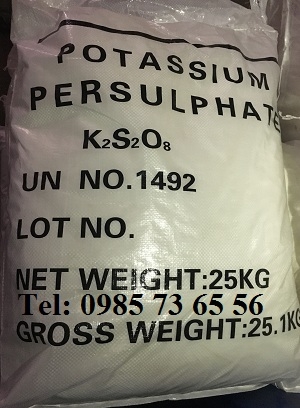 POTASSIUM
PERSULPHATE
K₂S₂O₈
UN NO.1492
LOT NO.
NET WEIGHT:25KG
Tel: 0985 73 65 56
GROSS WEIGHT:25.1KG